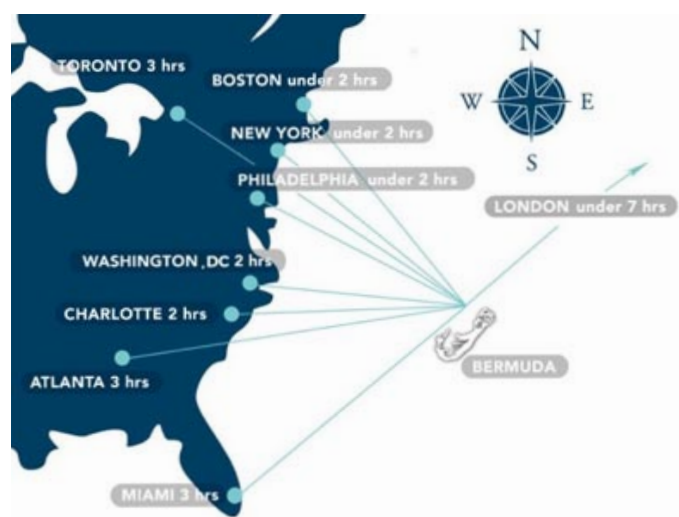 N
TORONTO 3 hrs
BOSTON under 2 hrs
W
E
NEW YORK under 2 hrs
S
PHILADELPHIA under 2 hrs
LONDON under 7 hrs
WASHINGTON ,DC 2 hrs
CHARLOTTE 2 hrs
BERMUDA
ATLANTA 3 hrs
MIAMI 3 hrs